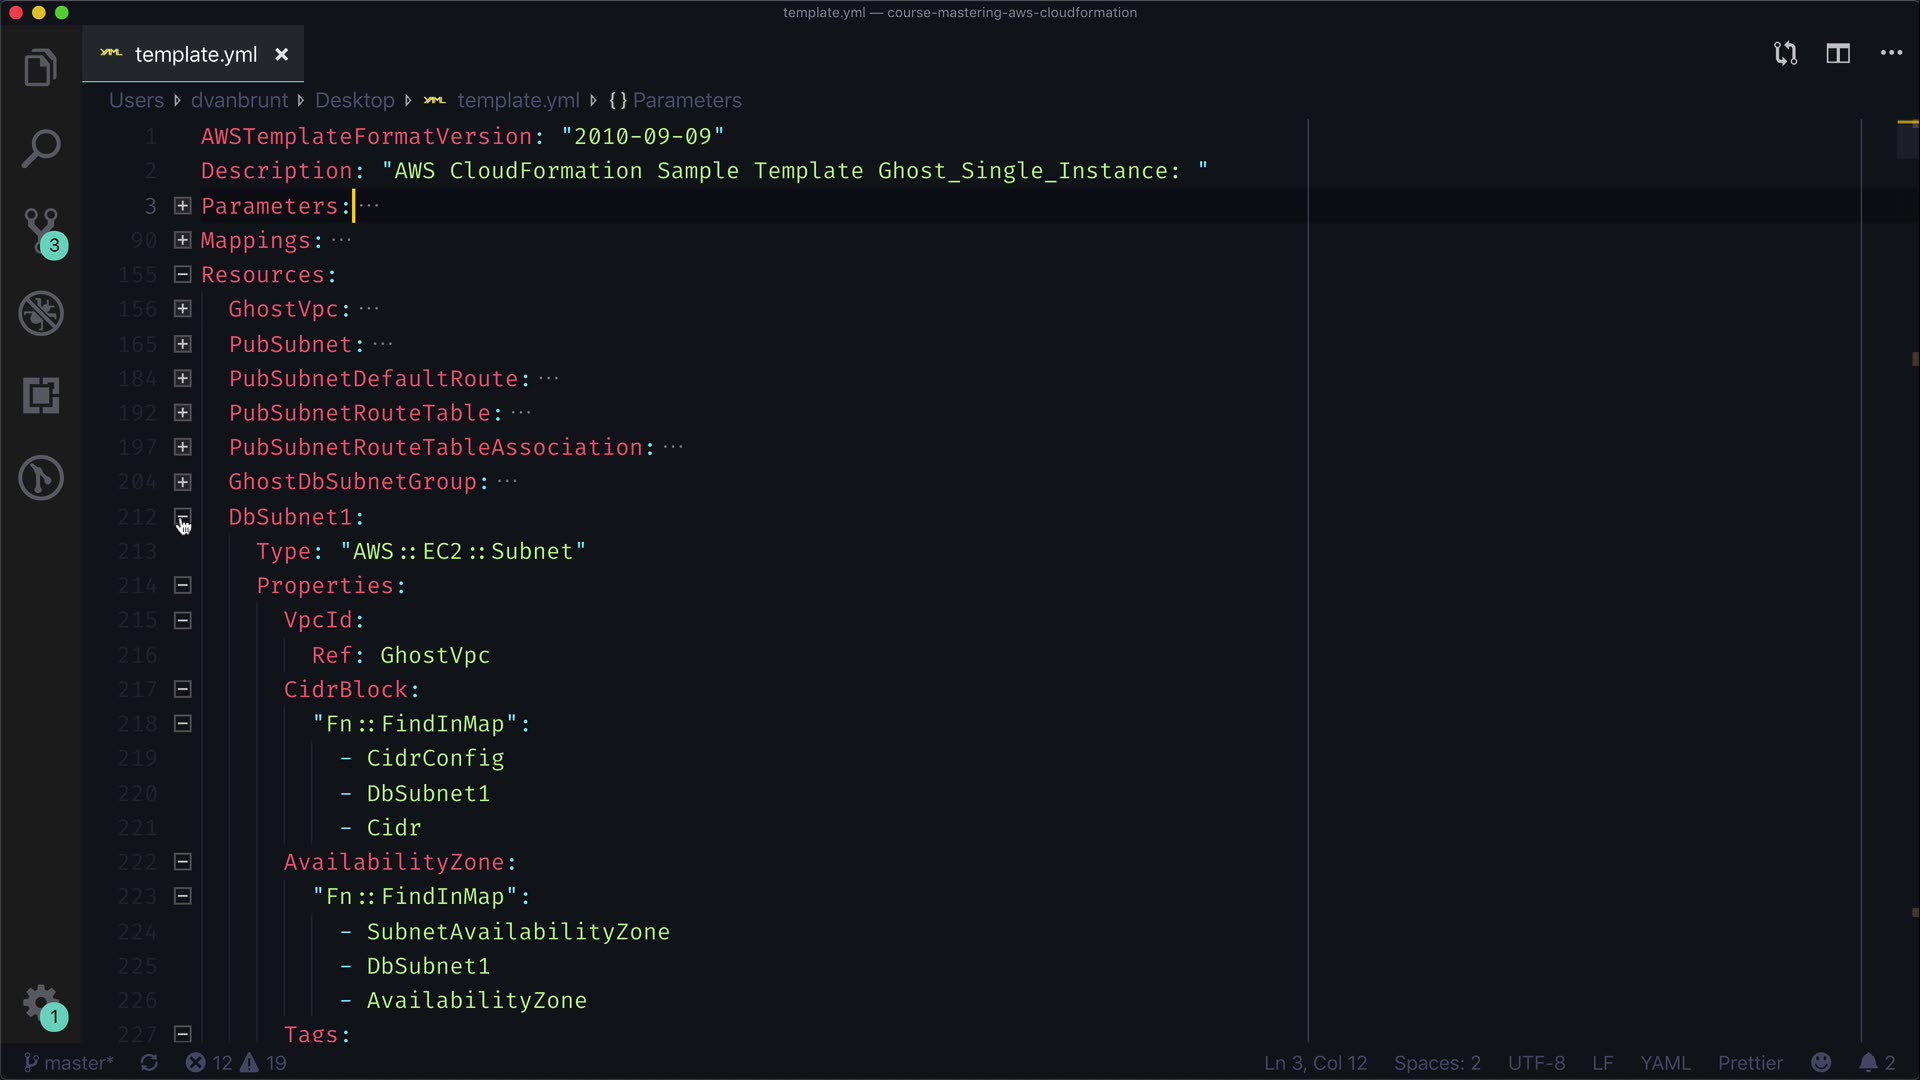 template.yml — course-mastering-aws-cloudformation
YAML template.yml
Users dvanbrunt Desktop YAML template.yml {} Parameters
1 AWSTemplateFormatVersion: "2010-09-09"
2 Description: "AWS CloudFormation Sample Template Ghost_Single_Instance: "
3 Parameters: ...
90 Mappings: ...
155 Resources:
156 GhostVpc: ...
165 PubSubnet: ...
184 PubSubnetDefaultRoute: ...
192 PubSubnetRouteTable: ...
197 PubSubnetRouteTableAssociation: ...
204 GhostDbSubnetGroup: ...
212 DbSubnet1:
213 Type: "AWS::EC2::Subnet"
214 Properties:
215 VpcId:
216 Ref: GhostVpc
217 CidrBlock:
218 "Fn::FindInMap":
219 - CidrConfig
220 - DbSubnet1
221 - Cidr
222 AvailabilityZone:
223 "Fn::FindInMap":
224 - SubnetAvailabilityZone
225 - DbSubnet1
226 - AvailabilityZone
227 Tags:
3
1
master* 12 19 Ln 3, Col 12 Spaces: 2 UTF-8 LF YAML Prettier 2